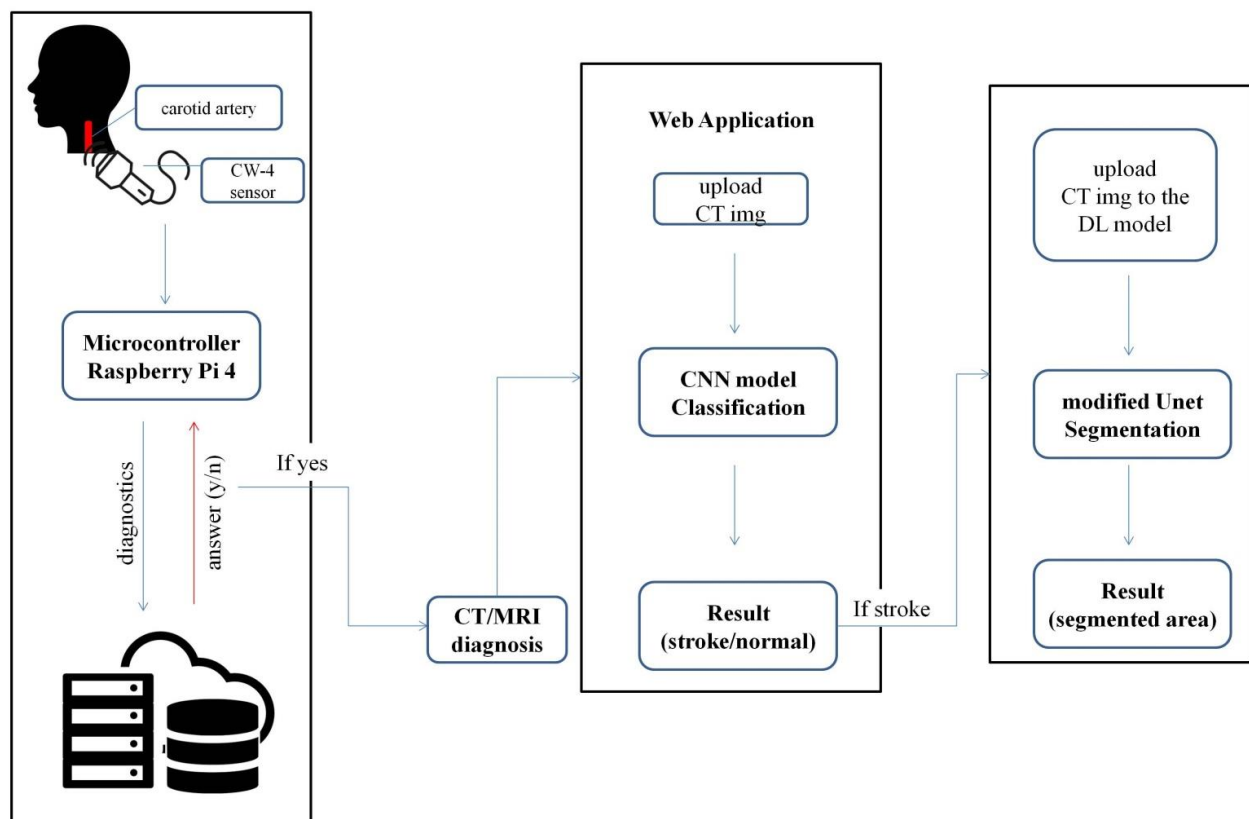 carotid artery
CW-4
sensor
Microcontroller
Raspberry Pi 4
diagnostics
answer (y/n)
If yes
CT/MRI
diagnosis
Web Application
upload
CT img
CNN model
Classification
Result
(stroke/normal)
If stroke
upload
CT img to the
DL model
modified Unet
Segmentation
Result
(segmented area)